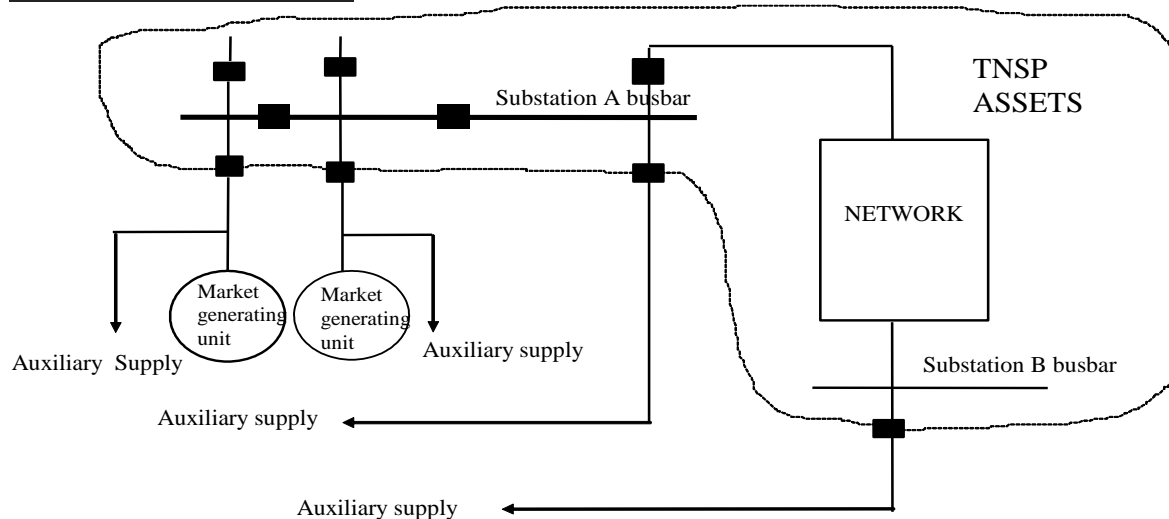 TNSP
ASSETS
Substation A busbar
NETWORK
Market
generating
unit
Market
generating
unit
Auxiliary  Supply
Auxiliary supply
Substation B busbar
Auxiliary supply
Auxiliary supply